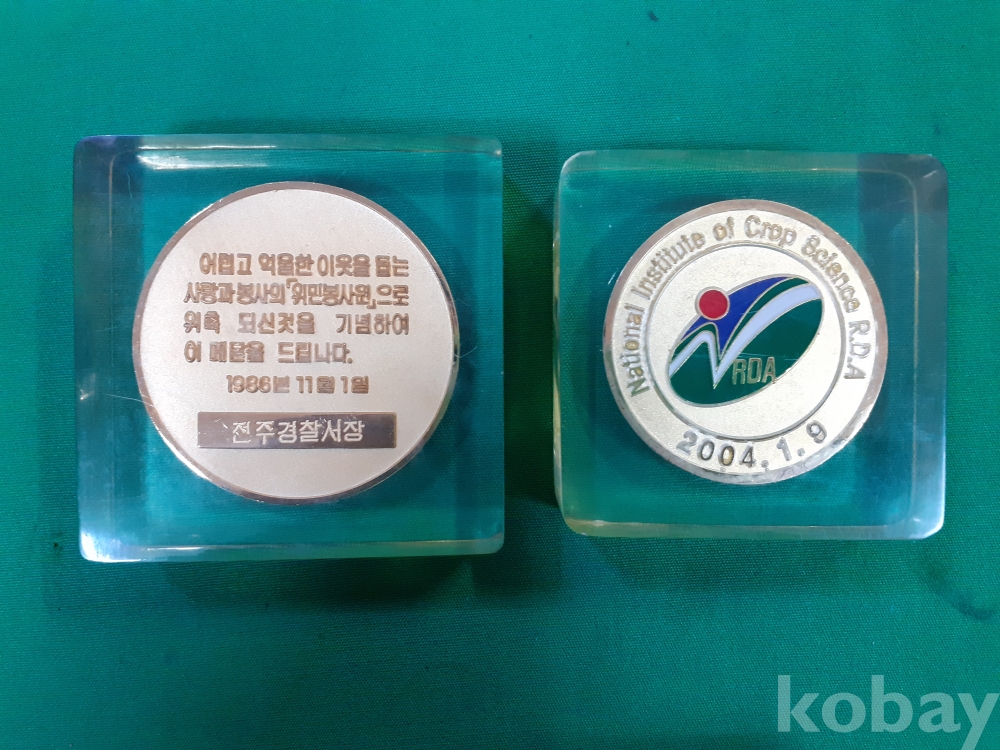 어렵고 억울한 이웃을 돕는
사랑과 봉사의 「위민봉사원」으로
위촉 되신것을 기념하여
이 메달을 드립니다.
1986년 11월 1일
전주경찰서장
National Institute of Crop Science R.D.A
RDA
2004.1.9
kobay